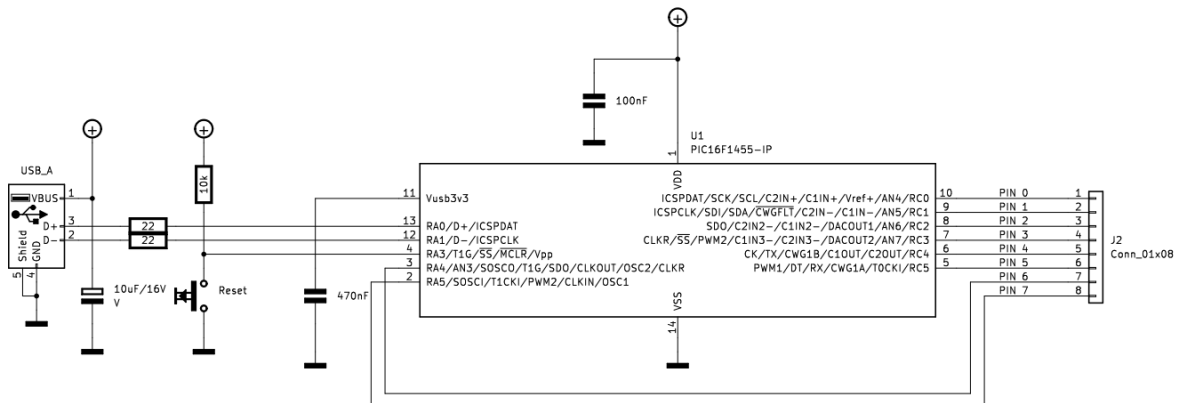 100nF
U1
PIC16F1455-IP
1
VDD
USB_A
VBUS
1
D+
3
D-
2
Shield
GND
5
4
10k
22
22
10uF/16V
V
Reset
470nF
11
Vusb3v3
13
RA0/D+/ICSPDAT
12
RA1/D-/ICSPCLK
4
RA3/T1G/SS/MCLR/Vpp
3
RA4/AN3/SOSCO/T1G/SDO/CLKOUT/OSC2/CLKR
2
RA5/SOSCI/T1CKI/PWM2/CLKIN/OSC1
VSS
14
ICSPDAT/SCK/SCL/C2IN+/C1IN+/Vref+/AN4/RC0
10
ICSPCLK/SDI/SDA/CWGFLT/C2IN-/C1IN-/AN5/RC1
9
SDO/C2IN2-/C1IN2-/DACOUT1/AN6/RC2
8
CLKR/SS/PWM2/C1IN3-/C2IN3-/DACOUT2/AN7/RC3
7
CK/TX/CWG1B/C1OUT/C2OUT/RC4
6
PWM1/DT/RX/CWG1A/T0CKI/RC5
5
PIN 0
1
PIN 1
2
PIN 2
3
PIN 3
4
PIN 4
5
PIN 5
6
PIN 6
7
PIN 7
8
J2
Conn_01x08